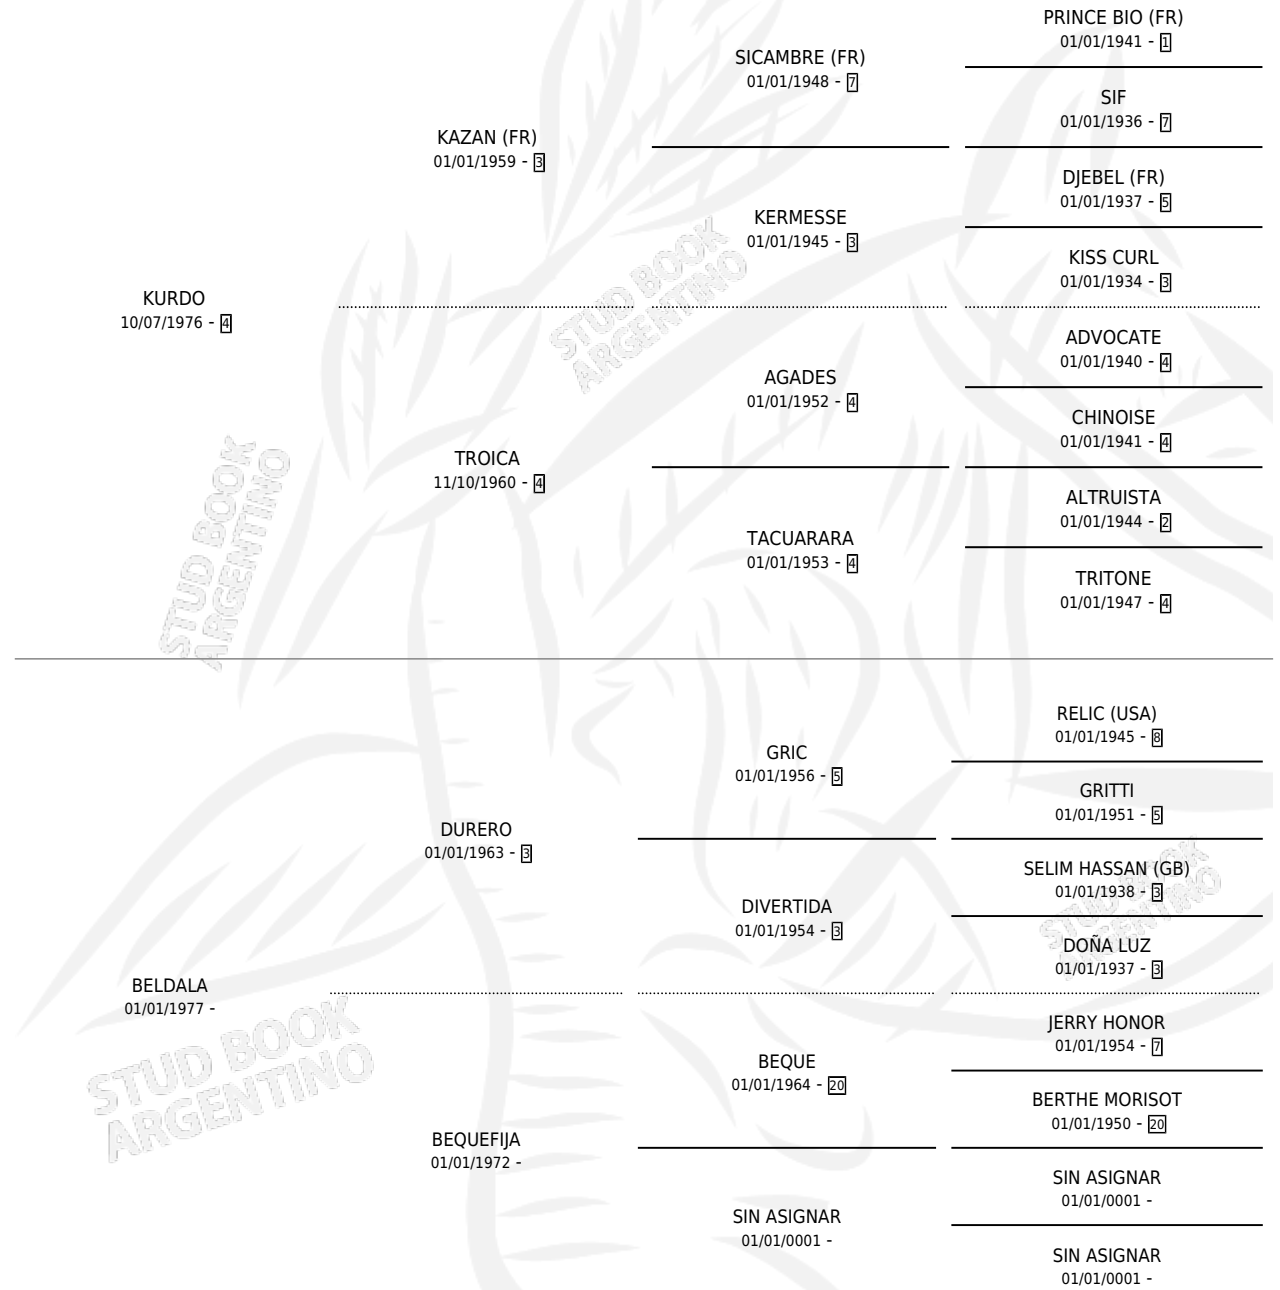 PRINCE BIO (FR)
01/01/1941 - 1
SICAMBRE (FR)
01/01/1948 - 7
SIF
01/01/1936 - 7
KAZAN (FR)
01/01/1959 - 3
DJEBEL (FR)
01/01/1937 - 5
KERMESSE
01/01/1945 - 3
KISS CURL
01/01/1934 - 3
KURDO
10/07/1976 - 4
ADVOCATE
01/01/1940 - 4
AGADES
01/01/1952 - 4
CHINOISE
01/01/1941 - 4
TROICA
11/10/1960 - 4
ALTRUISTA
01/01/1944 - 2
TACUARARA
01/01/1953 - 4
TRITONE
01/01/1947 - 4
STUD BOOK
ARGENTINO
STUD BOOK
ARGENTINO
RELIC (USA)
01/01/1945 - 8
GRIC
01/01/1956 - 5
GRITTI
01/01/1951 - 5
DURERO
01/01/1963 - 3
SELIM HASSAN (GB)
01/01/1938 - 3
DIVERTIDA
01/01/1954 - 3
DOÑA LUZ
01/01/1937 - 3
BELDALA
01/01/1977 -
JERRY HONOR
01/01/1954 - 7
BEQUE
01/01/1964 - 20
BERTHE MORISOT
01/01/1950 - 20
BEQUEFIJA
01/01/1972 -
SIN ASIGNAR
01/01/0001 -
SIN ASIGNAR
01/01/0001 -
SIN ASIGNAR
01/01/0001 -
STUD BOOK
ARGENTINO
STUD BOOK
ARGENTINO